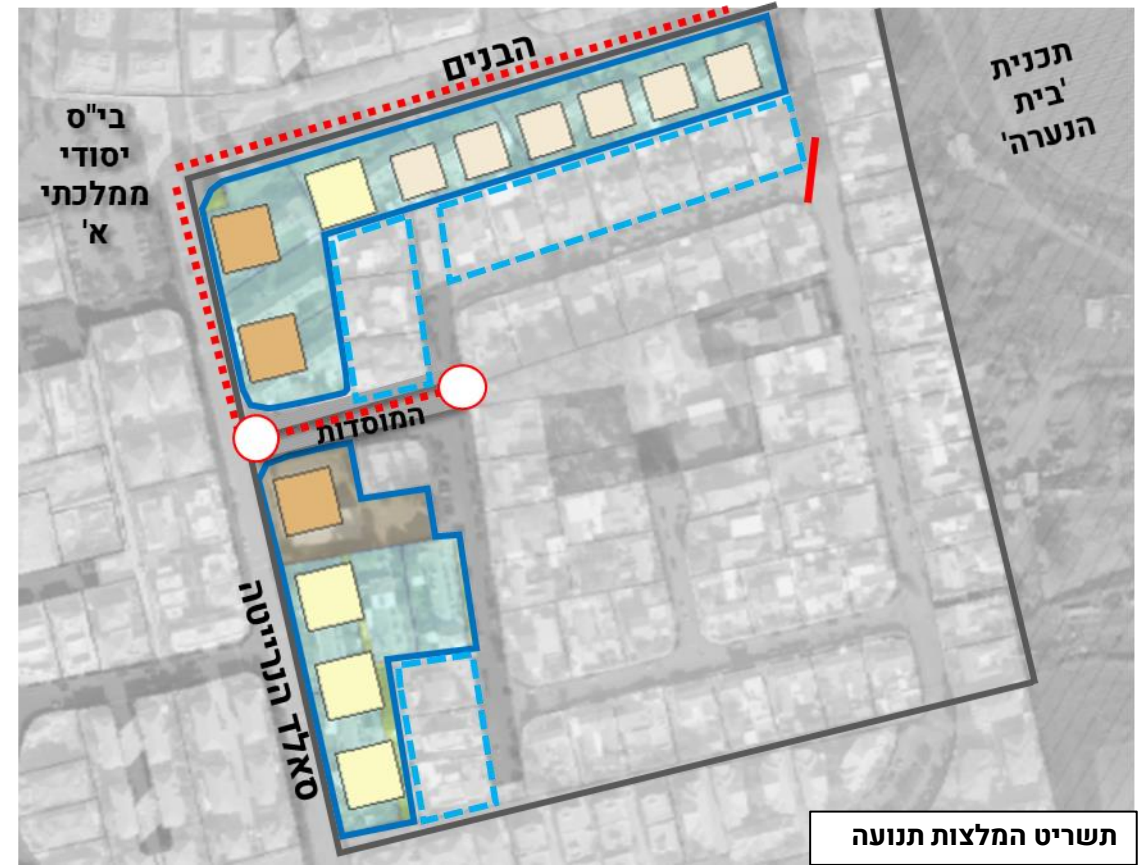 הבנים
תכנית
'בית
הנערה'
בי"ס
יסודי
ממלכתי
א'
המוסדות
סאלד הנרייטה
תשריט המלצות תנועה